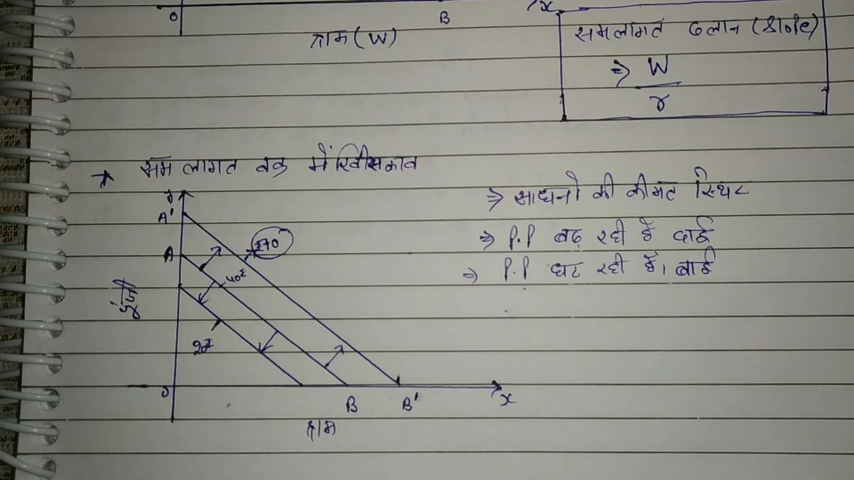 0
B
x
श्रम (W)
समलागत ढलान
⇒ W
r
* सम लागत वक्र में खिसकाव
y
A'
A
⇒ साधनो की कीमत स्थिर
⇒ P.P बढ़ रही है दाई
⇒ P.P घट रही है, बाई
पूंजी
0
B
B'
x
श्रम